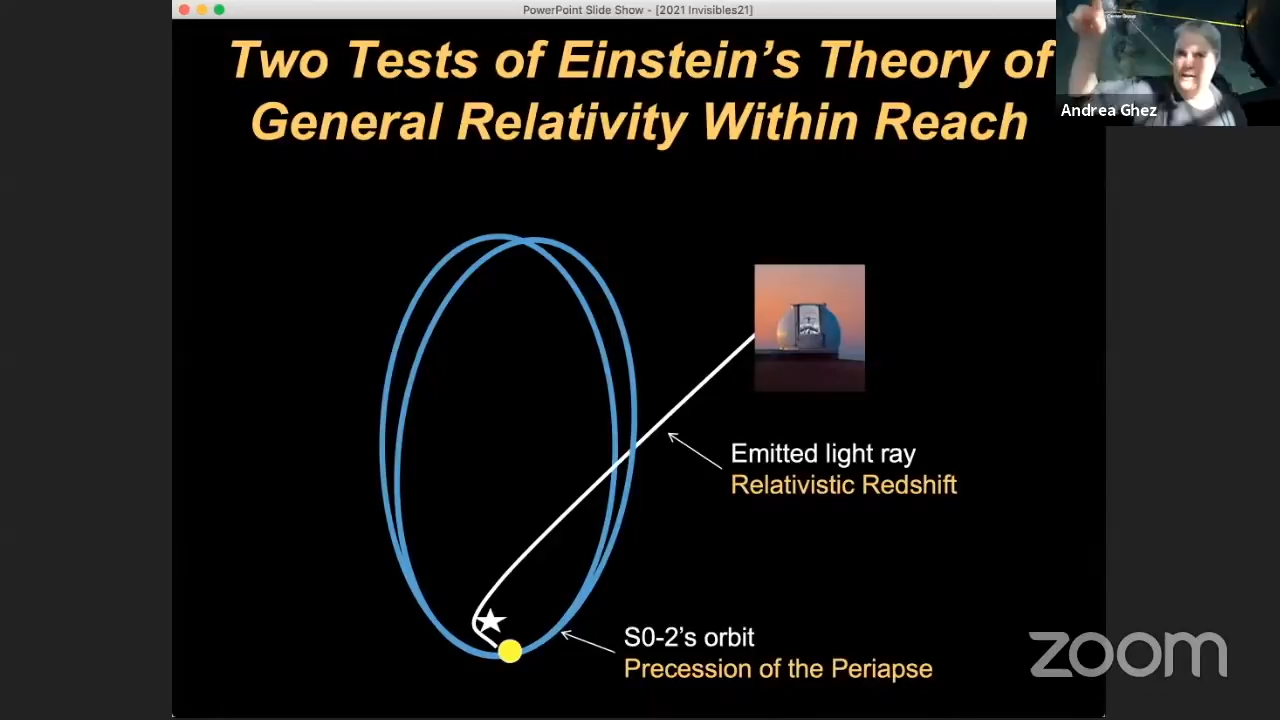 PowerPoint Slide Show - [2021 Invisibles21]
Two Tests of Einstein’s Theory of
General Relativity Within Reach
Andrea Ghez
Emitted light ray
Relativistic Redshift
S0-2’s orbit
Precession of the Periapse
zoom